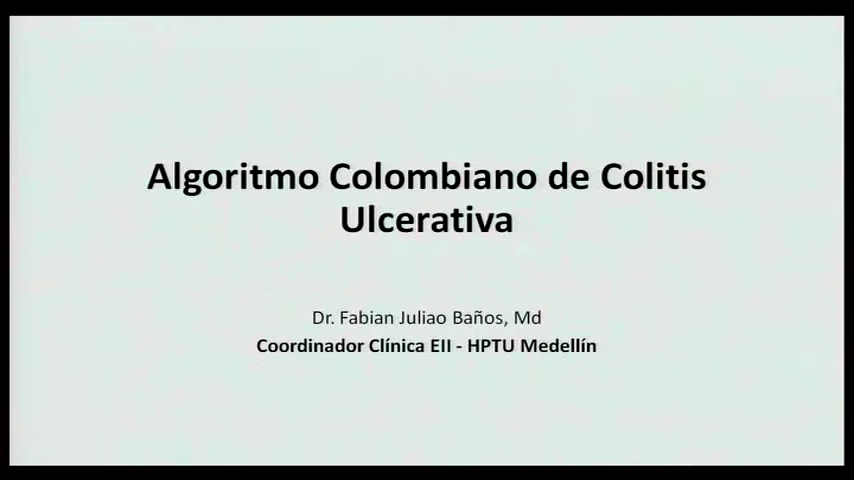 Algoritmo Colombiano de Colitis
Ulcerativa
Dr. Fabian Juliao Baños, Md
Coordinador Clínica EII - HPTU Medellín